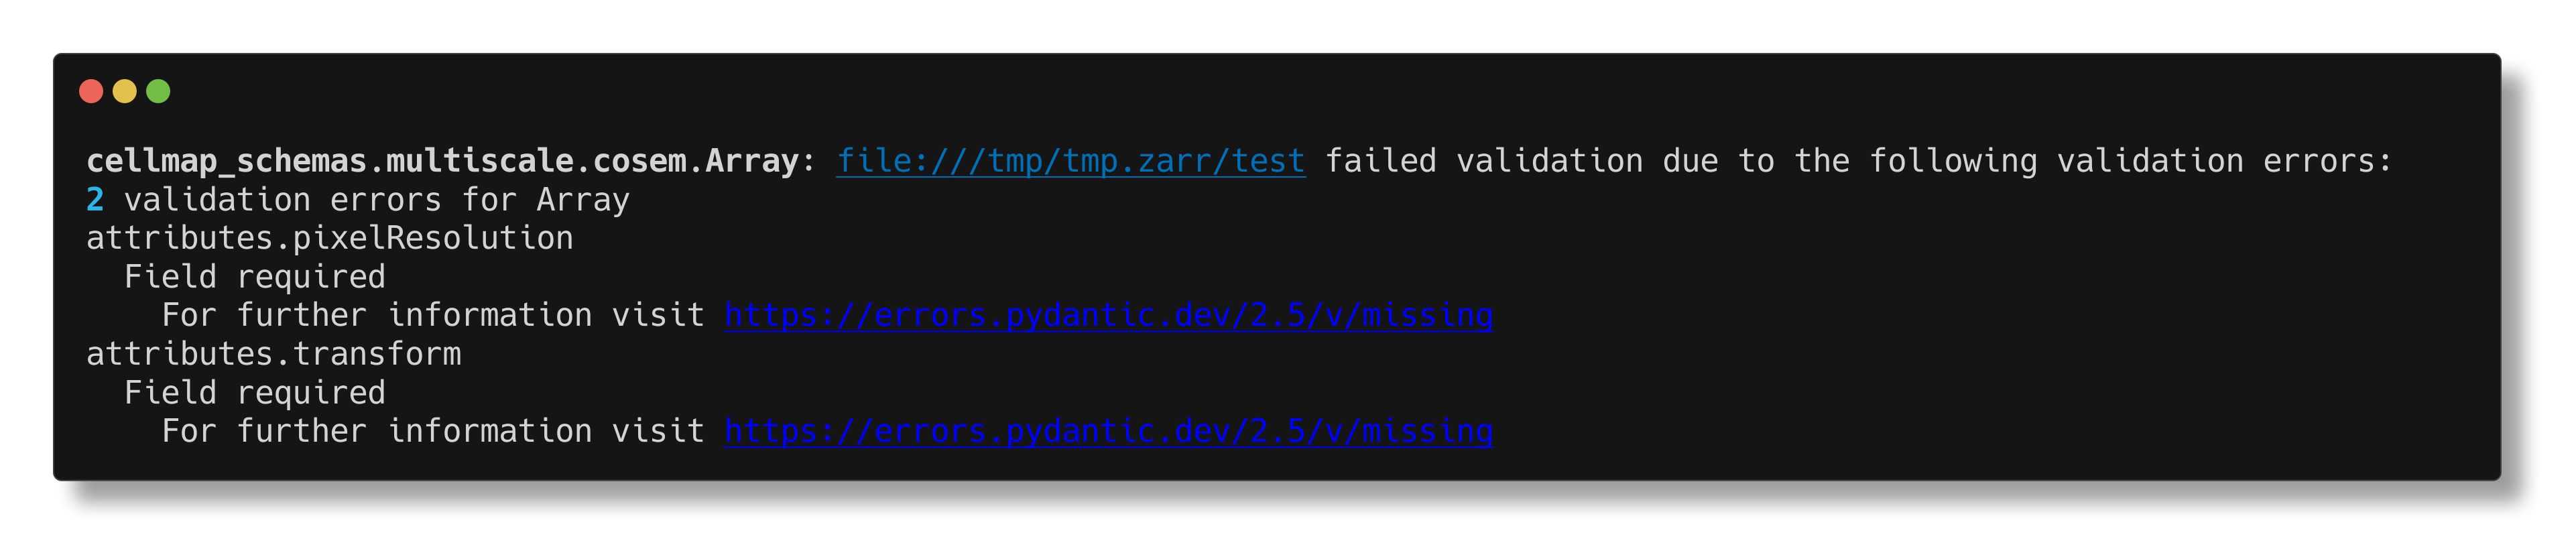 cellmap_schemas.multiscale.cosem.Array: file:///tmp/tmp.zarr/test failed validation due to the following validation errors:
2 validation errors for Array
attributes.pixelResolution
  Field required
    For further information visit https://errors.pydantic.dev/2.5/v/missing
attributes.transform
  Field required
    For further information visit https://errors.pydantic.dev/2.5/v/missing